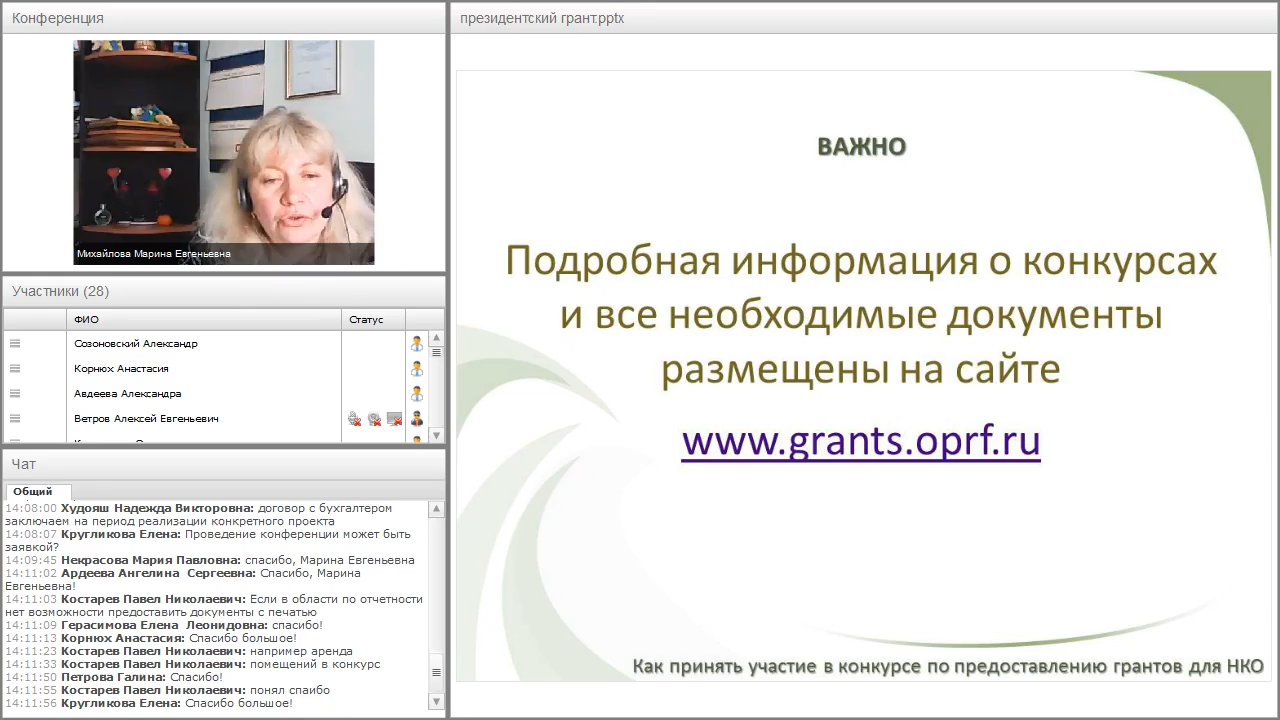 Конференция
Михайлова Марина Евгеньевна
Участники (28)
ФИО Статус
Созоновский Александр
Корнюх Анастасия
Авдеева Александра
Ветров Алексей Евгеньевич
Чат
Общий
14:08:00 Худояш Надежда Викторовна: договор с бухгалтером
заключаем на период реализации конкретного проекта
14:08:07 Кругликова Елена: Проведение конференции может быть
заявкой?
14:09:45 Некрасова Мария Павловна: спасибо, Марина Евгеньевна
14:11:02 Ардеева Ангелина Сергеевна: Спасибо, Марина
Евгеньевна!
14:11:03 Костарев Павел Николаевич: Если в области по отчетности
нет возможности предоставить документы с печатью
14:11:09 Герасимова Елена Леонидовна: спасибо!
14:11:13 Корнюх Анастасия: Спасибо большое!
14:11:23 Костарев Павел Николаевич: например аренда
14:11:33 Костарев Павел Николаевич: помещений в конкурс
14:11:50 Петрова Галина: Спасибо!
14:11:55 Костарев Павел Николаевич: понял спаибо
14:11:56 Кругликова Елена: Спасибо большое!
президентский грант.pptx
ВАЖНО
Подробная информация о конкурсах
и все необходимые документы
размещены на сайте
www.grants.oprf.ru
Как принять участие в конкурсе по предоставлению грантов для НКО